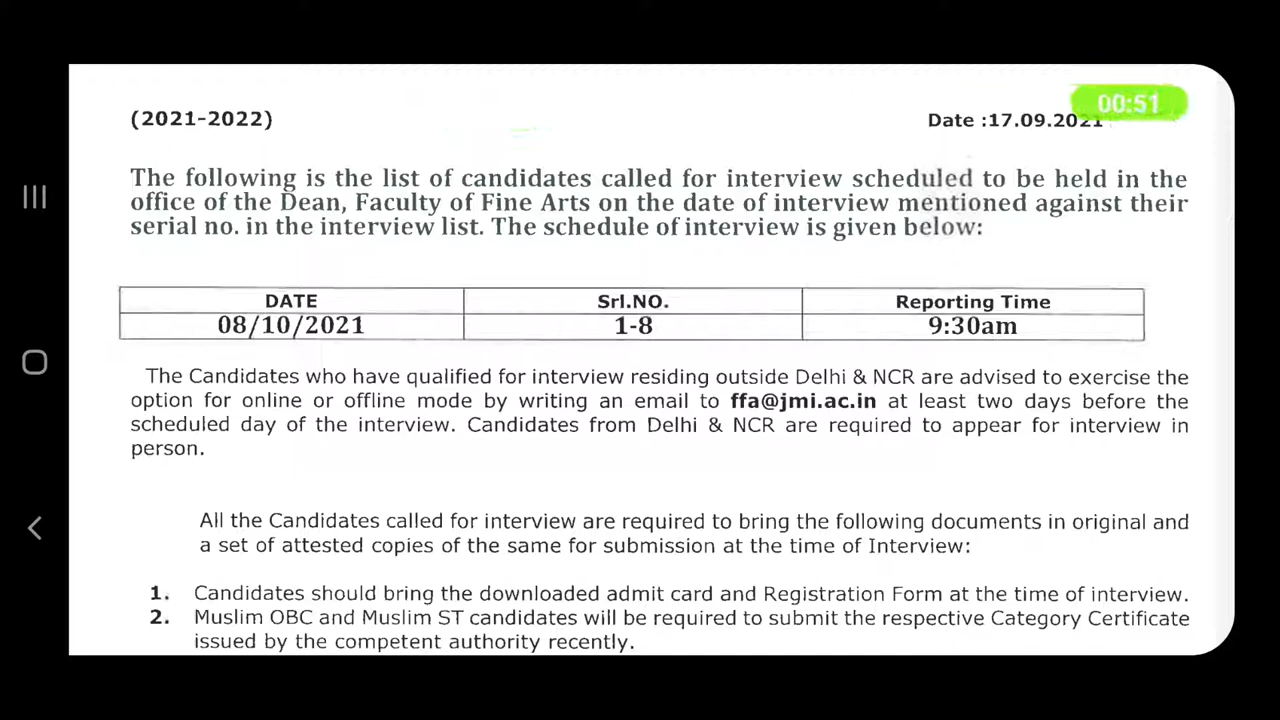 00:51
(2021-2022) Date :17.09.2021
The following is the list of candidates called for interview scheduled to be held in the
office of the Dean, Faculty of Fine Arts on the date of interview mentioned against their
serial no. in the interview list. The schedule of interview is given below:
DATE Srl.NO. Reporting Time
08/10/2021 1-8 9:30am
The Candidates who have qualified for interview residing outside Delhi & NCR are advised to exercise the
option for online or offline mode by writing an email to ffa@jmi.ac.in at least two days before the
scheduled day of the interview. Candidates from Delhi & NCR are required to appear for interview in
person.
All the Candidates called for interview are required to bring the following documents in original and
a set of attested copies of the same for submission at the time of Interview:
1. Candidates should bring the downloaded admit card and Registration Form at the time of interview.
2. Muslim OBC and Muslim ST candidates will be required to submit the respective Category Certificate
issued by the competent authority recently.